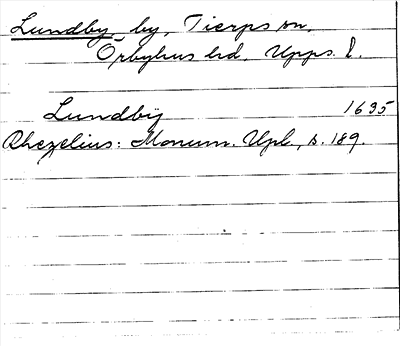 Lundby by, Tierps sn,
Örbyhus hd, Upps. l.
Lundbÿ 1635
Rhezelius: Monum. Upl., s. 189.